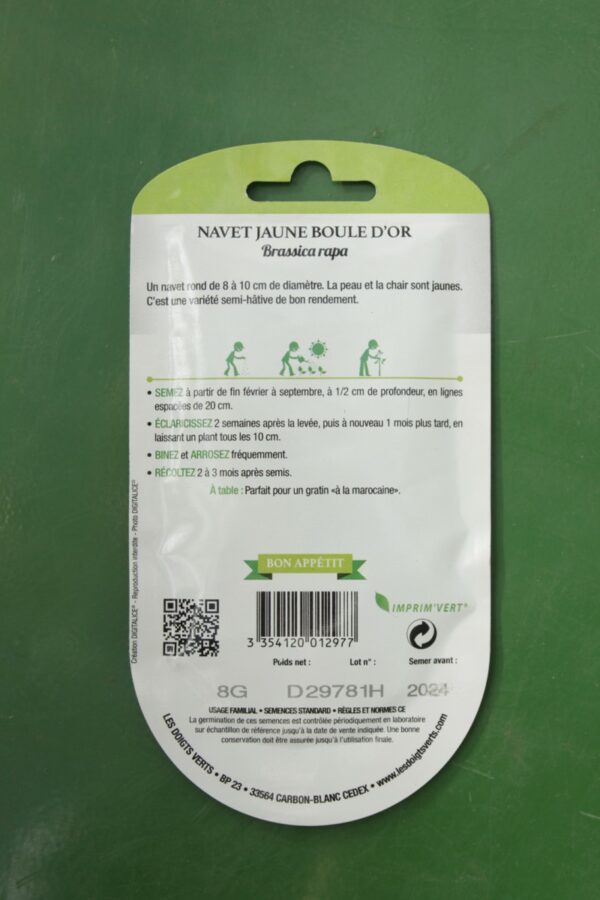 NAVET JAUNE BOULE D'OR
Brassica rapa
Un navet rond de 8 à 10 cm de diamètre. La peau et la chair sont jaunes.
C'est une variété semi-hâtive de bon rendement.
• SEMEZ à partir de fin février à septembre, à 1/2 cm de profondeur, en lignes
espacées de 20 cm.
• ÉCLAIRCISSEZ 2 semaines après la levée, puis à nouveau 1 mois plus tard, en
laissant un plant tous les 10 cm.
• BINEZ et ARROSEZ fréquemment.
• RÉCOLTEZ 2 à 3 mois après semis.
À table : Parfait pour un gratin «à la marocaine».
Création DIGITALICE® - Reproduction interdite - Photo DIGITALICE®
BON APPÉTIT
IMPRIM'VERT®
3 354120 012977
Poids net : Lot n° : Semer avant :
8G D29781H 2024
USAGE FAMILIAL • SEMENCES STANDARD • RÈGLES ET NORMES CE
La germination de ces semences est contrôlée périodiquement en laboratoire
sur échantillon de référence jusqu'à la date de vente indiquée. Une bonne
conservation doit être assurée jusqu'à l'utilisation finale.
LES DOIGTS VERTS • BP 23 • 33564 CARBON-BLANC CEDEX • www.lesdoigtsverts.com